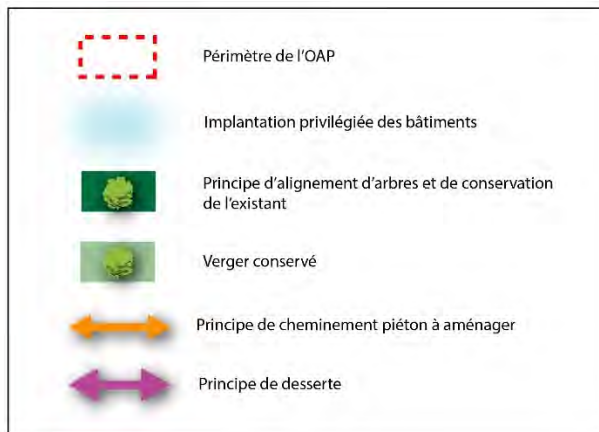 Périmètre de l'OAP
Implantation privilégiée des bâtiments
Principe d'alignement d'arbres et de conservation
de l'existant
Verger conservé
Principe de cheminement piéton à aménager
Principe de desserte